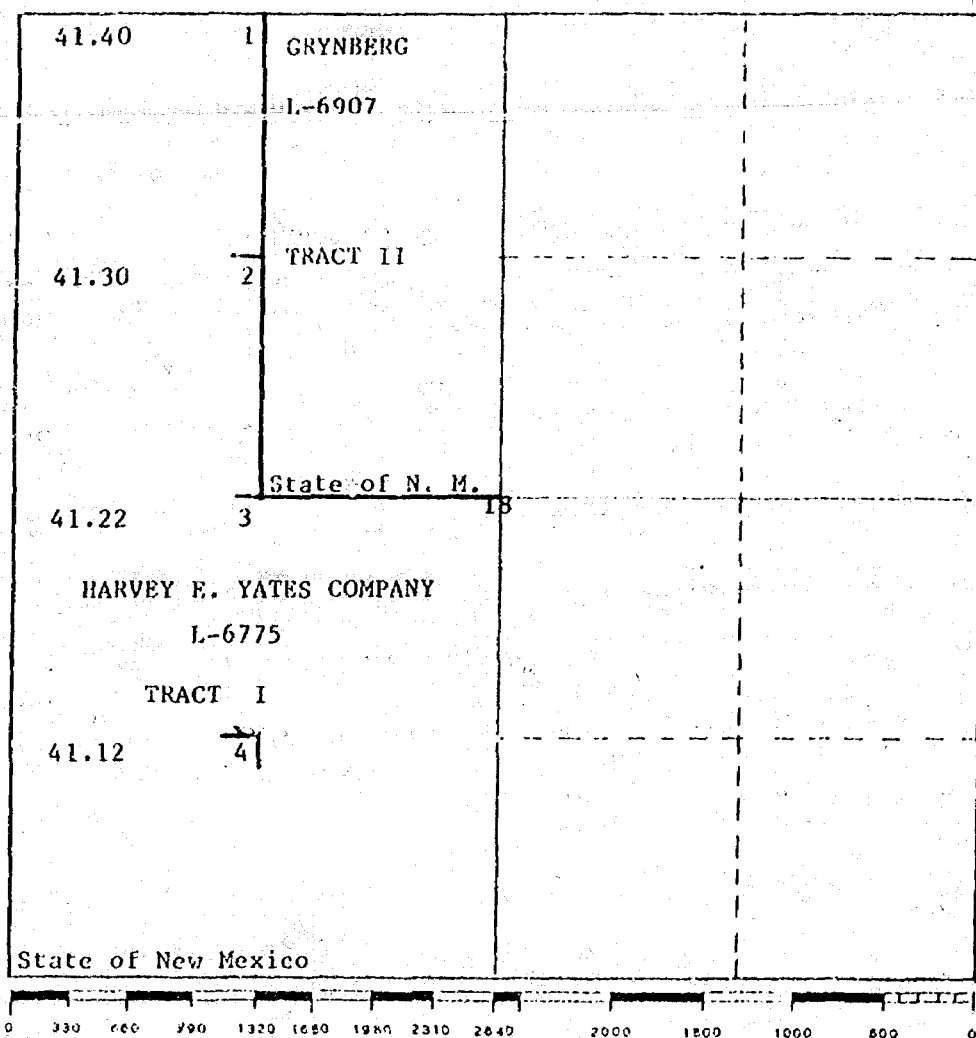 41.40 1
GRYNBERG
L-6907
TRACT II
41.30 2
State of N. M.
18
41.22 3
HARVEY E. YATES COMPANY
L-6775
TRACT I
41.12 4
State of New Mexico
0 330 660 990 1320 1650 1980 2310 2640 2000 1500 1000 500 0